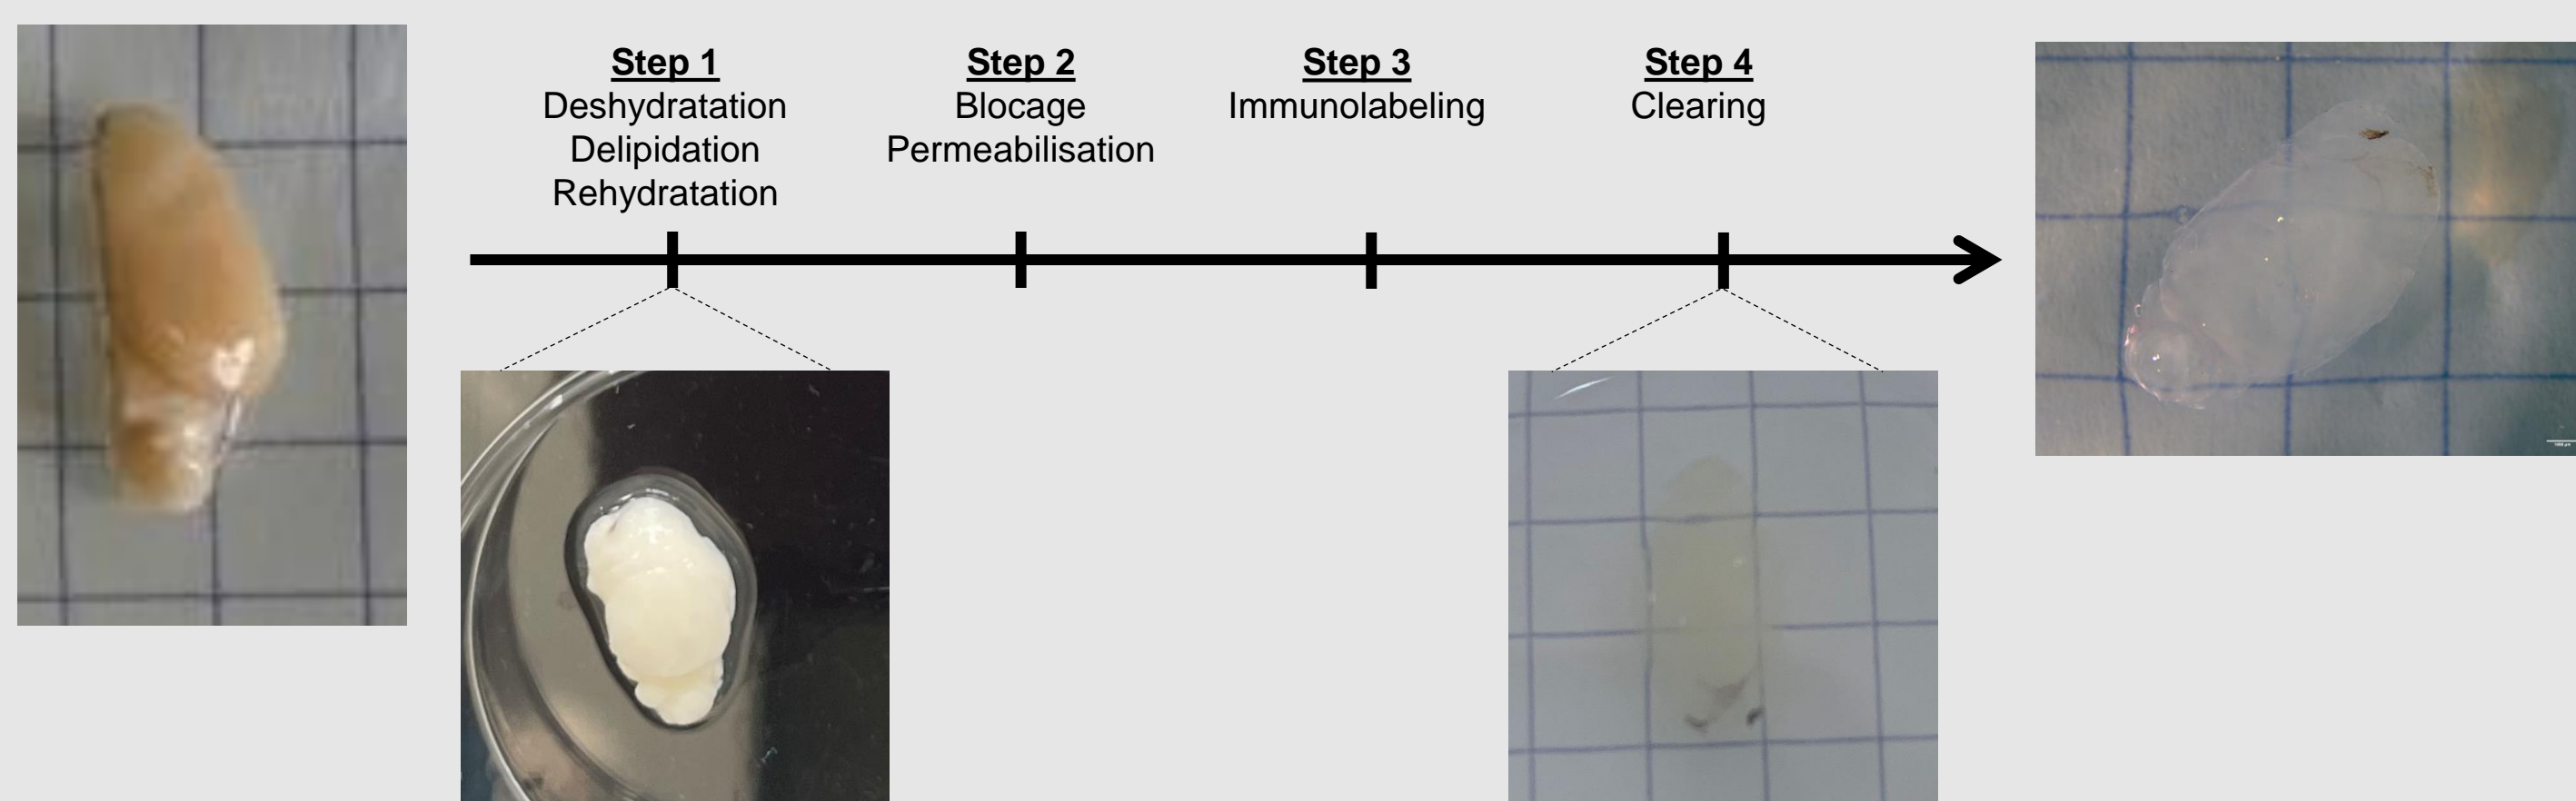 Step 1
Deshydratation
Delipidation
Rehydratation
Step 2
Blocage
Permeabilisation
Step 3
Immunolabeling
Step 4
Clearing